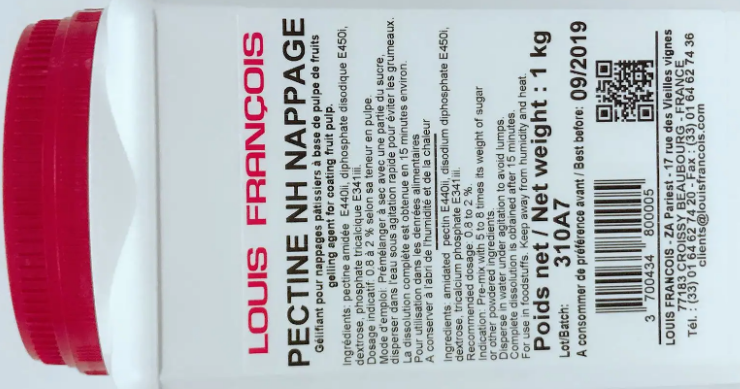 LOUIS FRANÇOIS
PECTINE NH NAPPAGE
Gélifiant pour nappages pâtissiers à base de pulpe de fruits
gelling agent for coating fruit pulp.
Ingrédients: pectine amidée E440ii, diphosphate disodique E450i,
dextrose, phosphate tricalcique E341iii.
Dosage indicatif 0.8 à 2 % selon sa teneur en pulpe.
Mode d'emploi: Prémélanger à sec avec une partie du sucre,
disperser dans l'eau sous agitation rapide pour éviter les grumeaux.
La dissolution complète est obtenue en 15 minutes environ.
Pour utilisation dans les denrées alimentaires
A conserver à l'abri de l'humidité et de la chaleur
Ingredients: amidated pectin E440ii, disodium diphosphate E450i,
dextrose, tricalcium phosphate E341iii.
Recommended dosage: 0.8 to 2 %.
Indication: Pre-mix with 5 to 8 times its weight of sugar
or other powdered ingredients.
Disperse in water under agitation to avoid lumps.
Complete dissolution is obtained after 15 minutes.
For use in foodstuffs. Keep away from humidity and heat.
Poids net / Net weight : 1 kg
Lot/Batch: 310A7
A consommer de préférence avant / Best before: 09/2019
3 700434 800005
LOUIS FRANCOIS - ZA Pariest - 17 rue des Vieilles vignes
77183 CROISSY BEAUBOURG - FRANCE
Tél. : (33) 01 64 62 74 20 - Fax : (33) 01 64 62 74 36
clients@louisfrancois.com